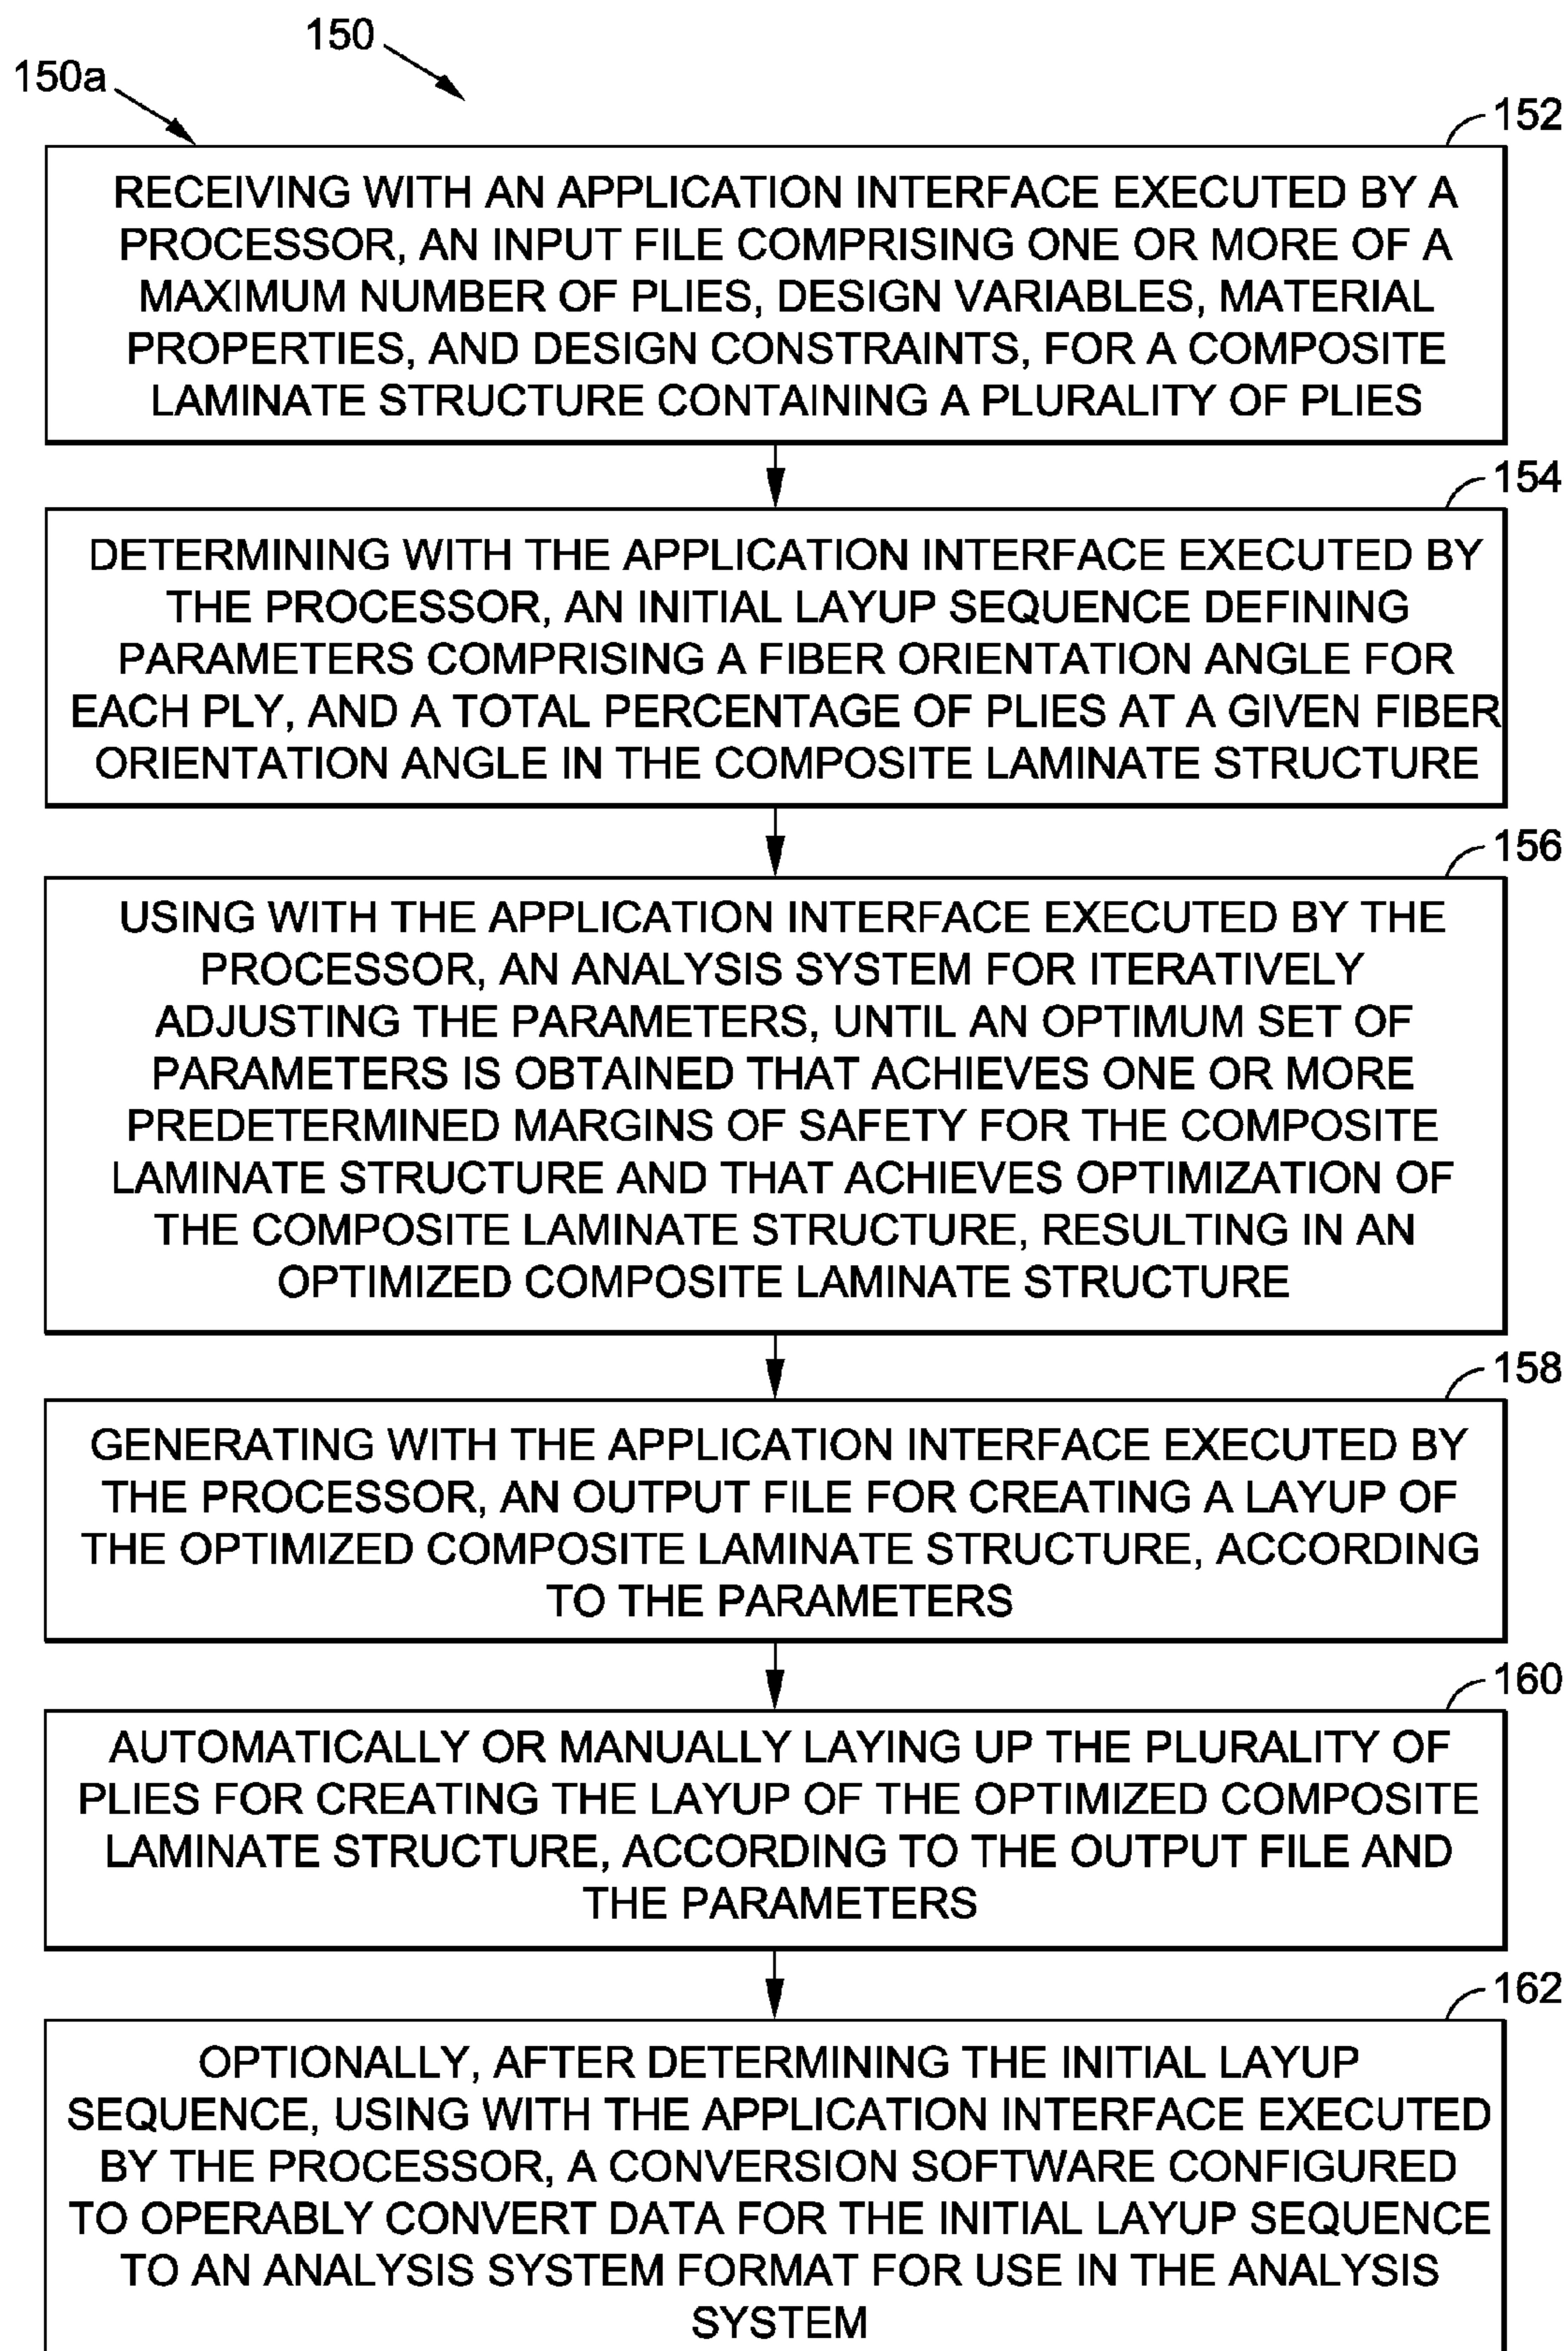 150
150a
152
RECEIVING WITH AN APPLICATION INTERFACE EXECUTED BY A
PROCESSOR, AN INPUT FILE COMPRISING ONE OR MORE OF A
MAXIMUM NUMBER OF PLIES, DESIGN VARIABLES, MATERIAL
PROPERTIES, AND DESIGN CONSTRAINTS, FOR A COMPOSITE
LAMINATE STRUCTURE CONTAINING A PLURALITY OF PLIES
154
DETERMINING WITH THE APPLICATION INTERFACE EXECUTED BY
THE PROCESSOR, AN INITIAL LAYUP SEQUENCE DEFINING
PARAMETERS COMPRISING A FIBER ORIENTATION ANGLE FOR
EACH PLY, AND A TOTAL PERCENTAGE OF PLIES AT A GIVEN FIBER
ORIENTATION ANGLE IN THE COMPOSITE LAMINATE STRUCTURE
156
USING WITH THE APPLICATION INTERFACE EXECUTED BY THE
PROCESSOR, AN ANALYSIS SYSTEM FOR ITERATIVELY
ADJUSTING THE PARAMETERS, UNTIL AN OPTIMUM SET OF
PARAMETERS IS OBTAINED THAT ACHIEVES ONE OR MORE
PREDETERMINED MARGINS OF SAFETY FOR THE COMPOSITE
LAMINATE STRUCTURE AND THAT ACHIEVES OPTIMIZATION OF
THE COMPOSITE LAMINATE STRUCTURE, RESULTING IN AN
OPTIMIZED COMPOSITE LAMINATE STRUCTURE
158
GENERATING WITH THE APPLICATION INTERFACE EXECUTED BY
THE PROCESSOR, AN OUTPUT FILE FOR CREATING A LAYUP OF
THE OPTIMIZED COMPOSITE LAMINATE STRUCTURE, ACCORDING
TO THE PARAMETERS
160
AUTOMATICALLY OR MANUALLY LAYING UP THE PLURALITY OF
PLIES FOR CREATING THE LAYUP OF THE OPTIMIZED COMPOSITE
LAMINATE STRUCTURE, ACCORDING TO THE OUTPUT FILE AND
THE PARAMETERS
162
OPTIONALLY, AFTER DETERMINING THE INITIAL LAYUP
SEQUENCE, USING WITH THE APPLICATION INTERFACE EXECUTED
BY THE PROCESSOR, A CONVERSION SOFTWARE CONFIGURED
TO OPERABLY CONVERT DATA FOR THE INITIAL LAYUP SEQUENCE
TO AN ANALYSIS SYSTEM FORMAT FOR USE IN THE ANALYSIS
SYSTEM